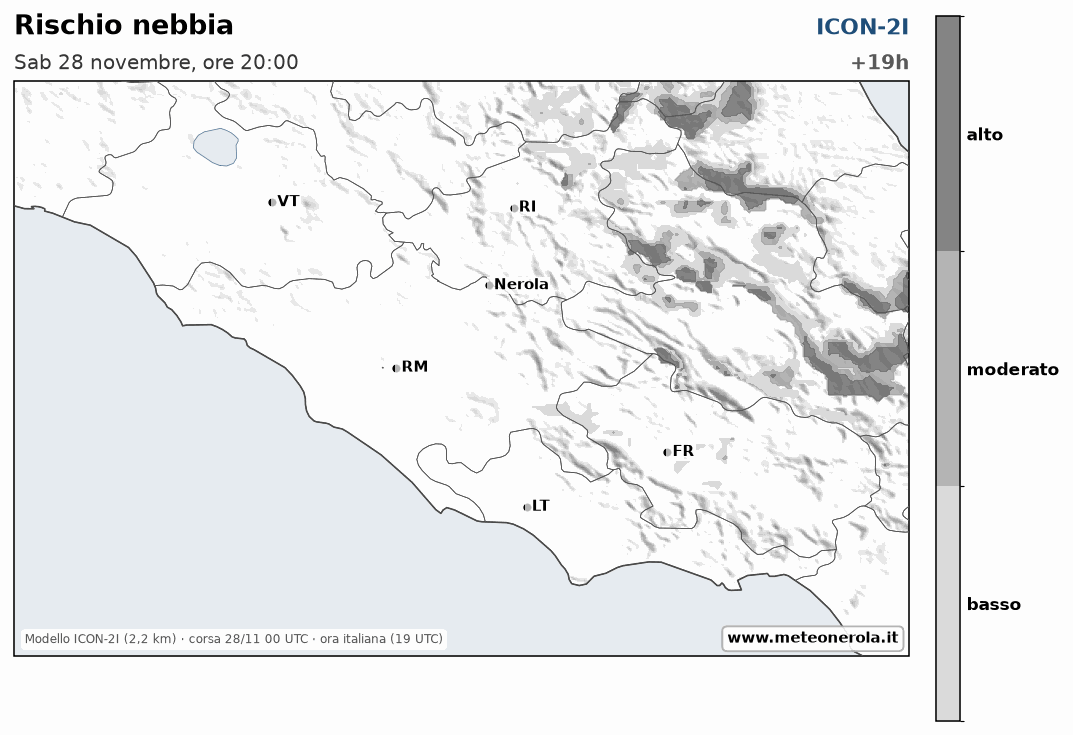 Rischio nebbia
ICON-2I
Sab 28 novembre, ore 20:00
+19h
alto
VT
RI
Nerola
moderato
RM
FR
LT
basso
Modello ICON-2I (2,2 km) · corsa 28/11 00 UTC · ora italiana (19 UTC)
www.meteonerola.it